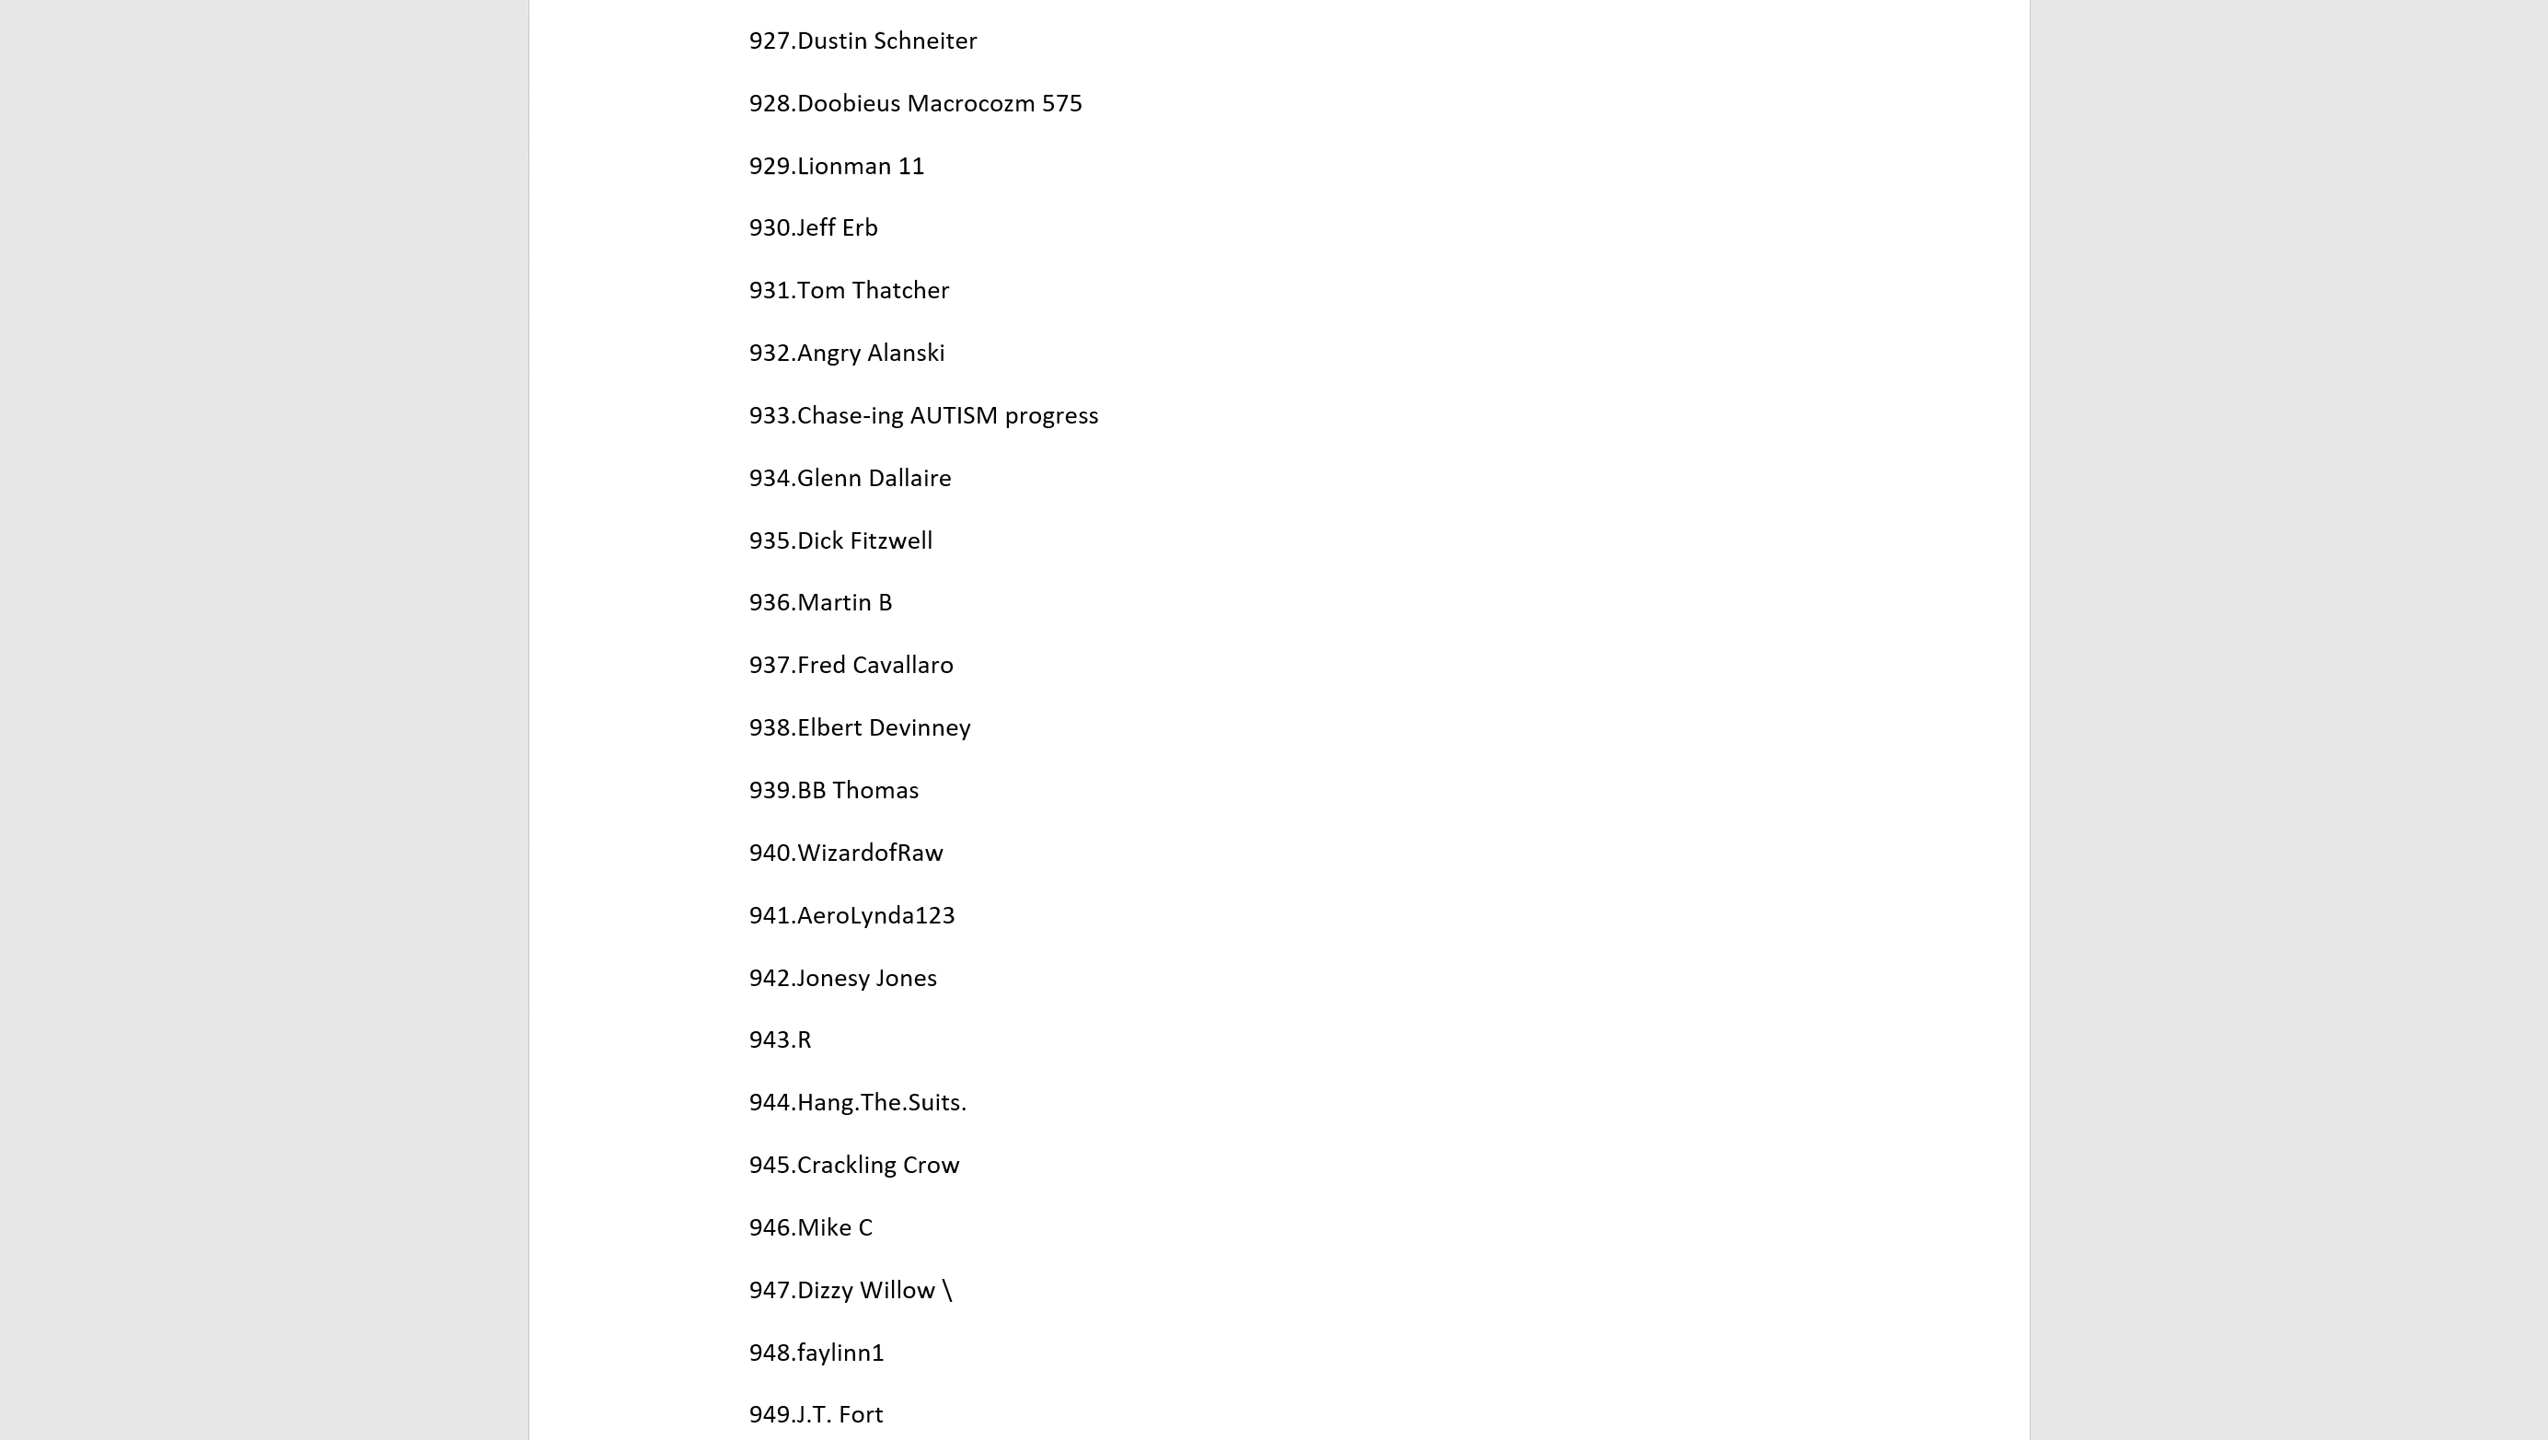 927.Dustin Schneiter
928.Doobieus Macrocozm 575
929.Lionman 11
930.Jeff Erb
931.Tom Thatcher
932.Angry Alanski
933.Chase-ing AUTISM progress
934.Glenn Dallaire
935.Dick Fitzwell
936.Martin B
937.Fred Cavallaro
938.Elbert Devinney
939.BB Thomas
940.WizardofRaw
941.AeroLynda123
942.Jonesy Jones
943.R
944.Hang.The.Suits.
945.Crackling Crow
946.Mike C
947.Dizzy Willow \
948.faylinn1
949.J.T. Fort